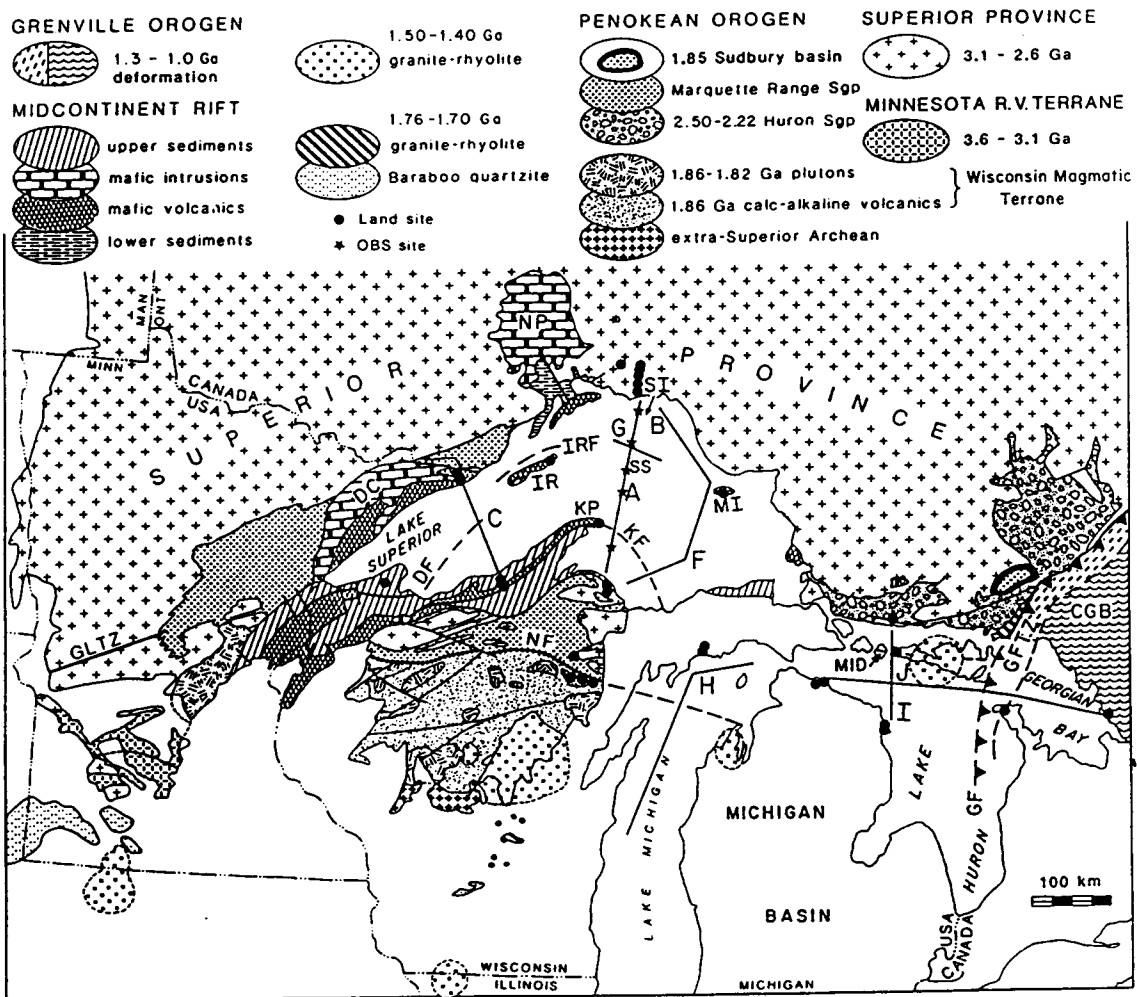 GRENVILLE OROGEN
1.3 – 1.0 Ga
deformation
MIDCONTINENT RIFT
upper sediments
mafic intrusions
mafic volcanics
lower sediments
1.50–1.40 Ga
granite-rhyolite
1.76–1.70 Ga
granite-rhyolite
Baraboo quartzite
Land site
OBS site
PENOKEAN OROGEN
1.85 Sudbury basin
Marquette Range Sgp
2.50–2.22 Huron Sgp
1.86–1.82 Ga plutons
1.86 Ga calc-alkaline volcanics
extra-Superior Archean
Wisconsin Magmatic
Terrane
SUPERIOR PROVINCE
3.1 – 2.6 Ga
MINNESOTA R.V. TERRANE
3.6 – 3.1 Ga
MAN
ONT
MINN
CANADA
USA
SUPERIOR
PROVINCE
NP
SI
B
G
IRF
IR
SS
A
MI
DC
C
KP
KF
LAKE
SUPERIOR
DF
F
GLTZ
NF
CGB
GFTZ
MID
J
GEORGIAN
BAY
H
I
LAKE
HURON
GF
LAKE MICHIGAN
MICHIGAN
BASIN
100 km
USA
CANADA
WISCONSIN
ILLINOIS
MICHIGAN